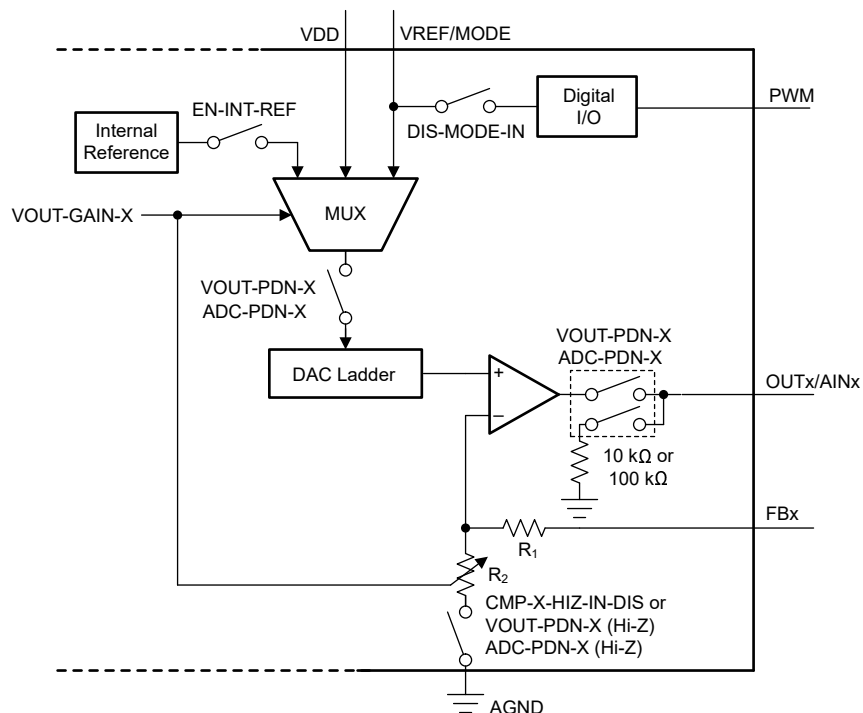 VDD
VREF/MODE
Internal
Reference
EN-INT-REF
DIS-MODE-IN
Digital
I/O
PWM
VOUT-GAIN-X
MUX
VOUT-PDN-X
ADC-PDN-X
DAC Ladder
+
–
VOUT-PDN-X
ADC-PDN-X
OUTx/AINx
10 kΩ or
100 kΩ
FBx
R₁
R₂
CMP-X-HIZ-IN-DIS or
VOUT-PDN-X (Hi-Z)
ADC-PDN-X (Hi-Z)
AGND